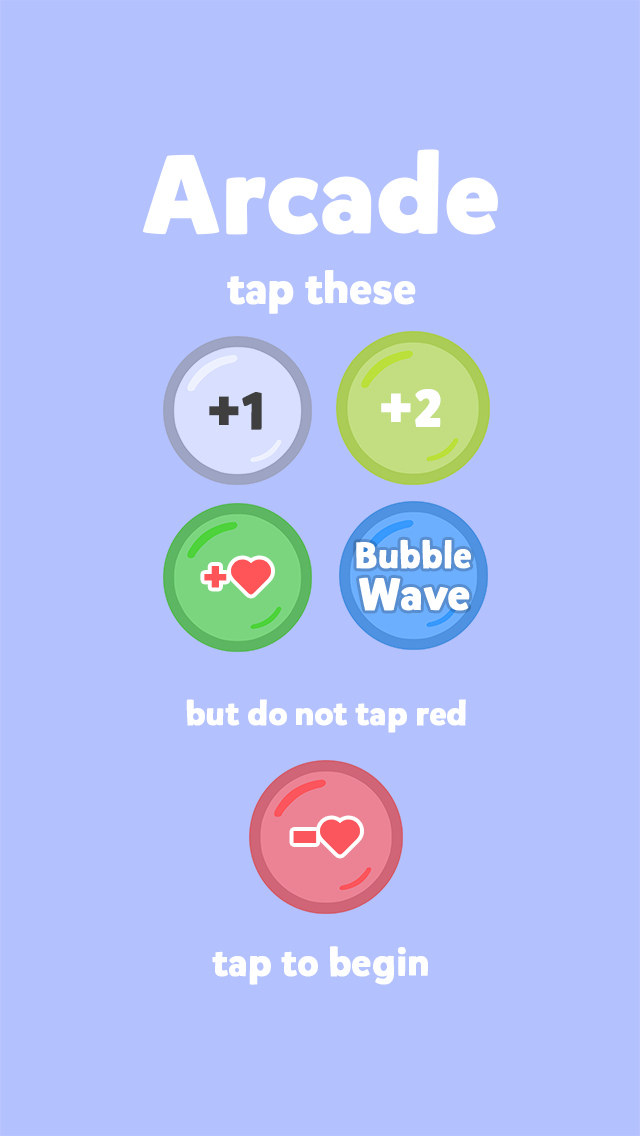 Arcade
tap these
+1
+2
+
Bubble
Wave
but do not tap red
-
tap to begin